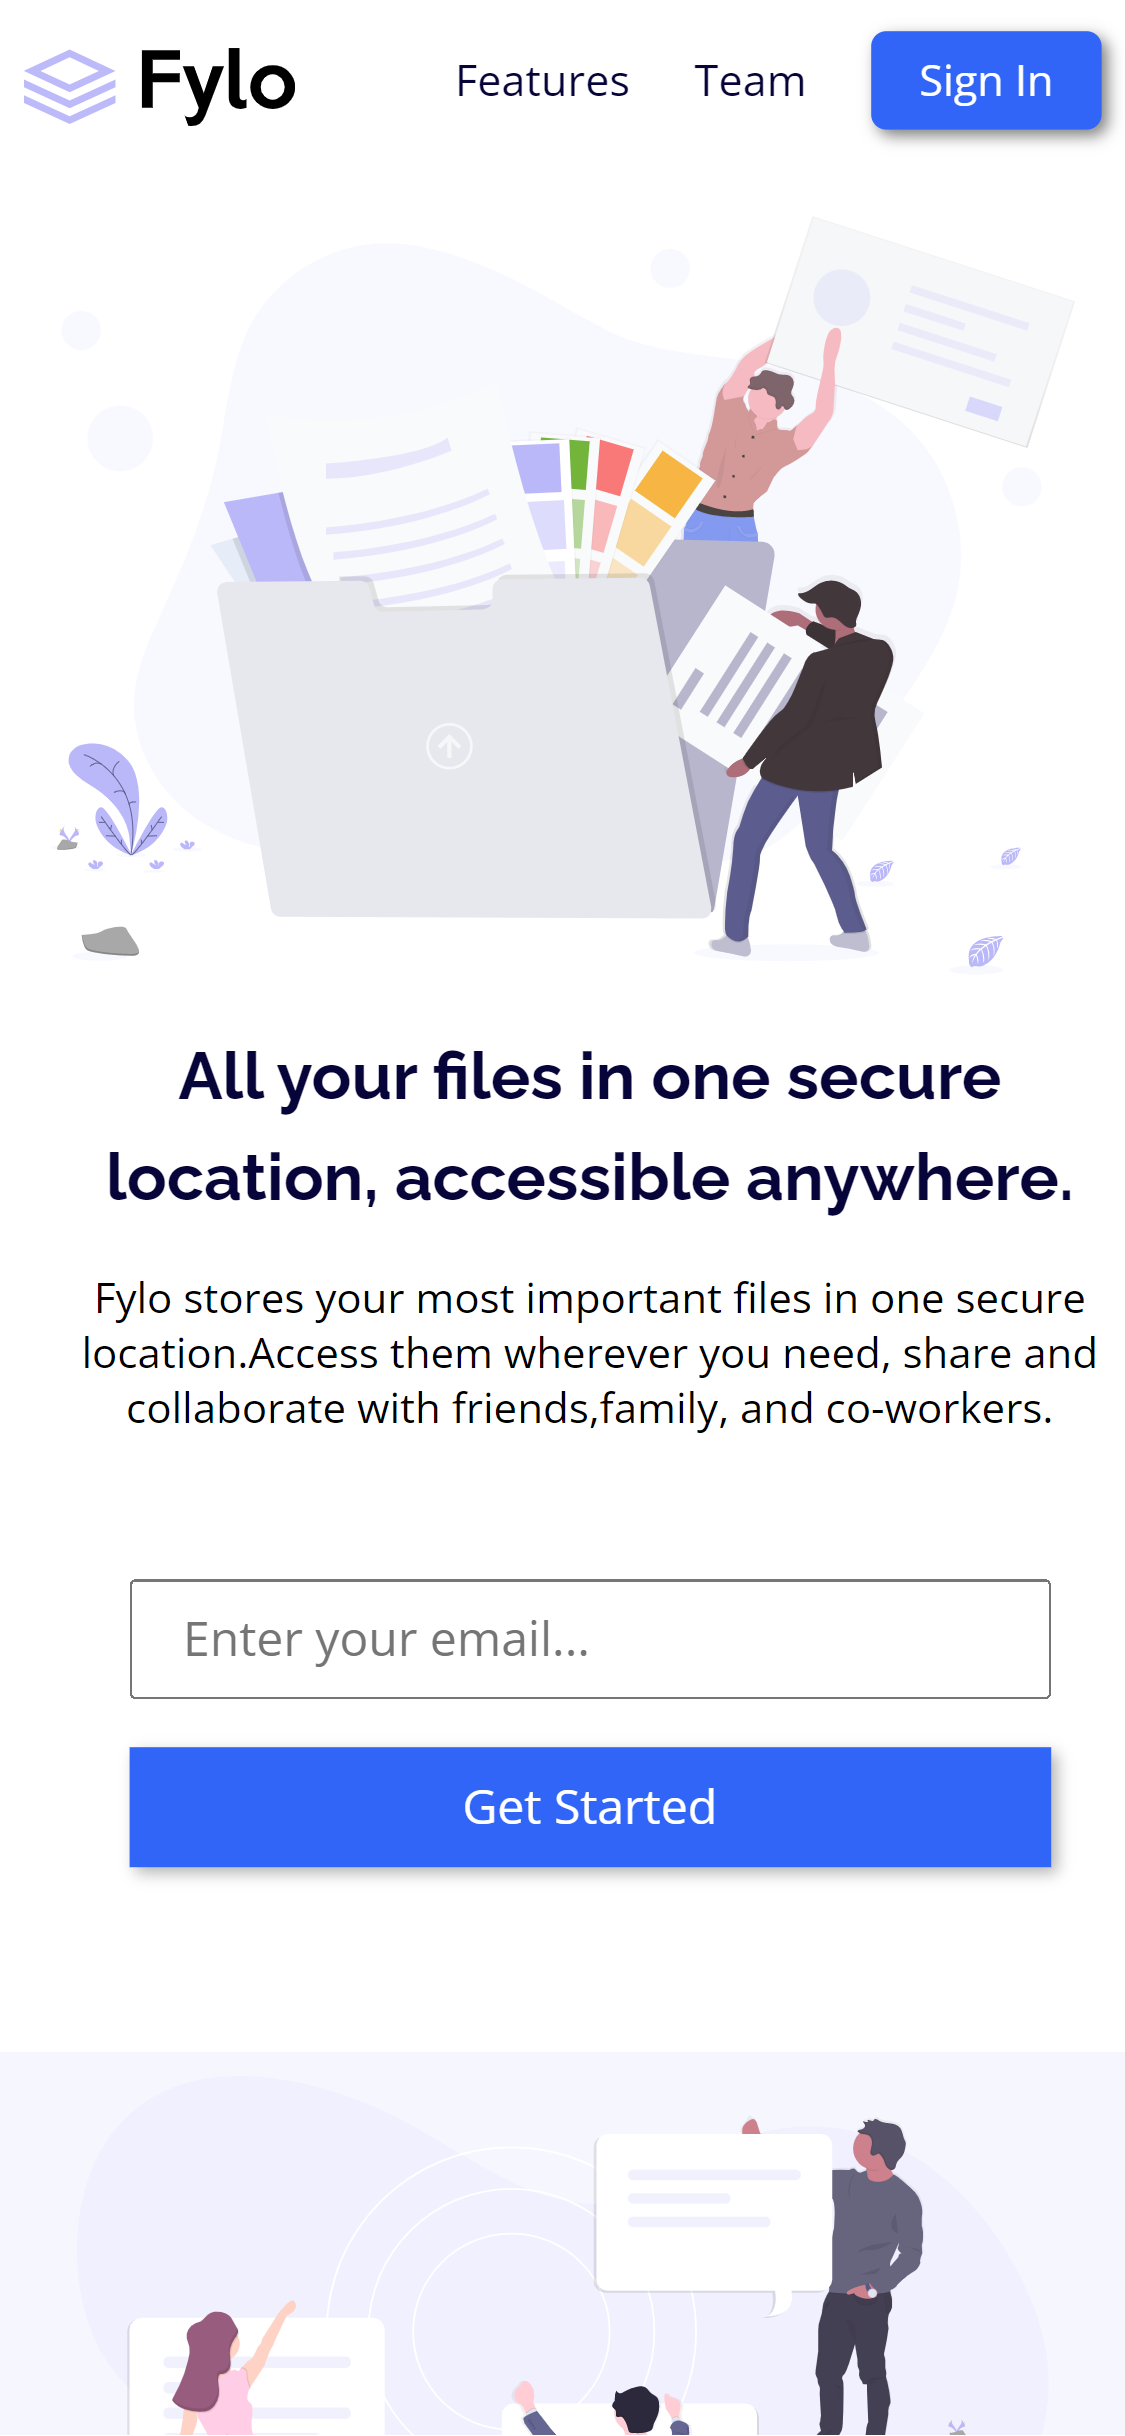 Fylo
Features
Team
Sign In
All your files in one secure
location, accessible anywhere.
Fylo stores your most important files in one secure
location.Access them wherever you need, share and
collaborate with friends,family, and co-workers.
Enter your email...
Get Started